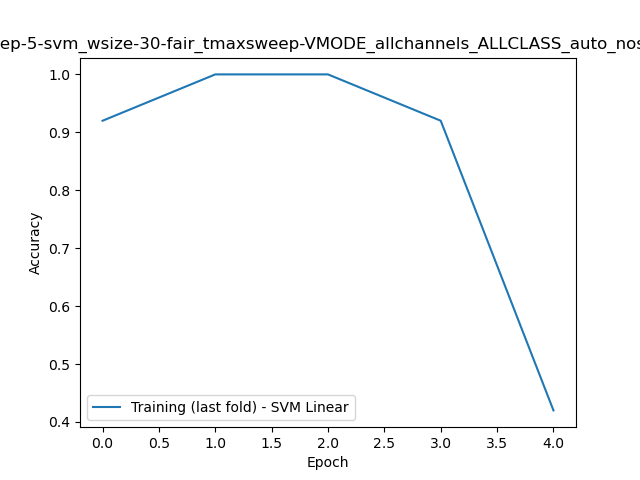 ep-5-svm_wsize-30-fair_tmaxsweep-VMODE_allchannels_ALLCLASS_auto_nos
1.0
0.9
0.8
0.7
0.6
0.5
0.4
Accuracy
Training (last fold) - SVM Linear
0.0 0.5 1.0 1.5 2.0 2.5 3.0 3.5 4.0
Epoch